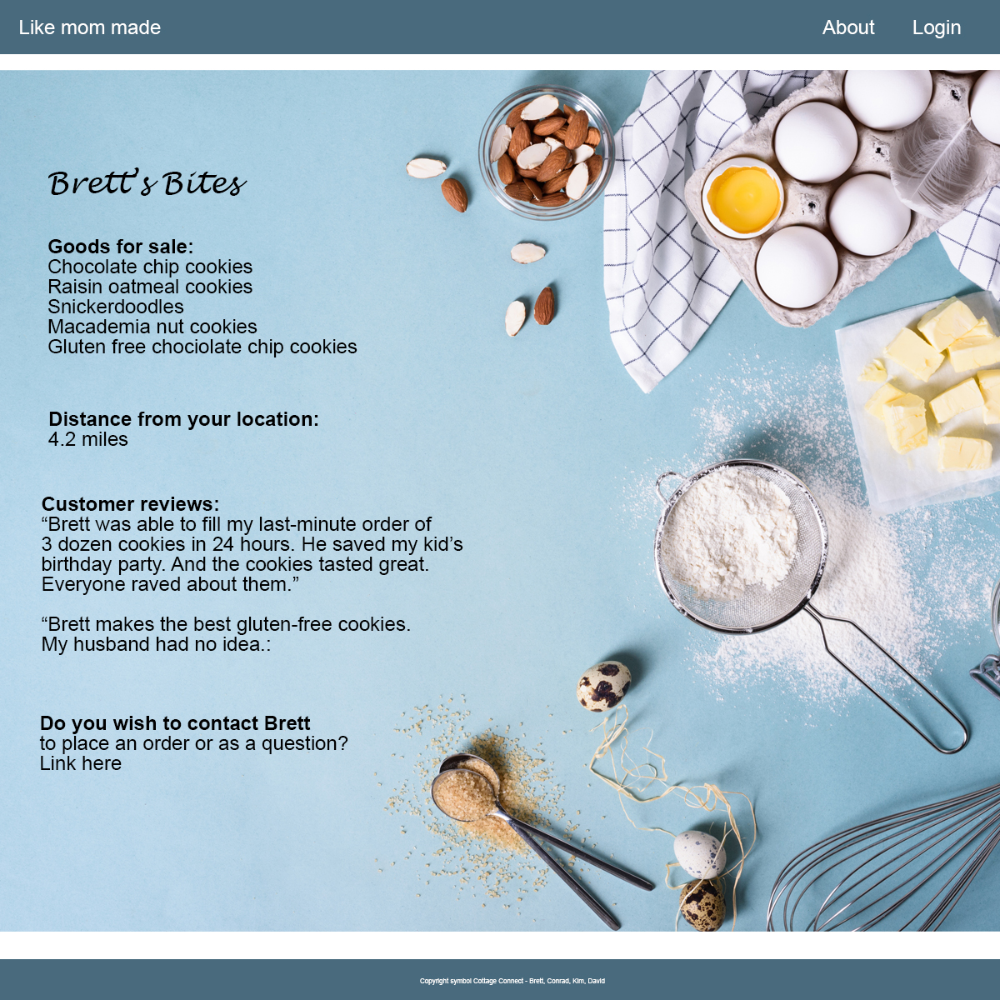 Like mom made About Login
Brett’s Bites
Goods for sale:
Chocolate chip cookies
Raisin oatmeal cookies
Snickerdoodles
Macademia nut cookies
Gluten free chociolate chip cookies
Distance from your location:
4.2 miles
Customer reviews:
“Brett was able to fill my last-minute order of
3 dozen cookies in 24 hours. He saved my kid’s
birthday party. And the cookies tasted great.
Everyone raved about them.”
“Brett makes the best gluten-free cookies.
My husband had no idea.:
Do you wish to contact Brett
to place an order or as a question?
Link here
Copyright symbol Cottage Connect - Brett, Conrad, Kim, David